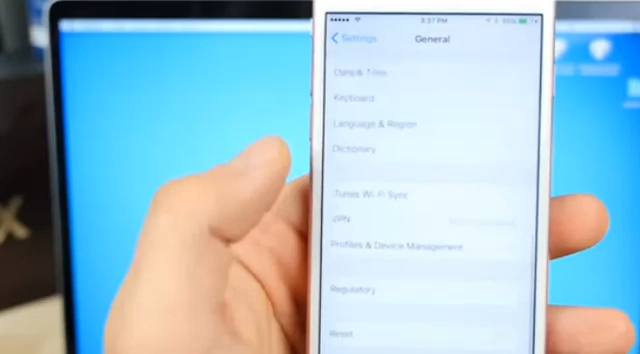 3:37 PM
Settings
General
Date & Time
Keyboard
Language & Region
Dictionary
iTunes Wi-Fi Sync
VPN
Profiles & Device Management
Regulatory
Reset